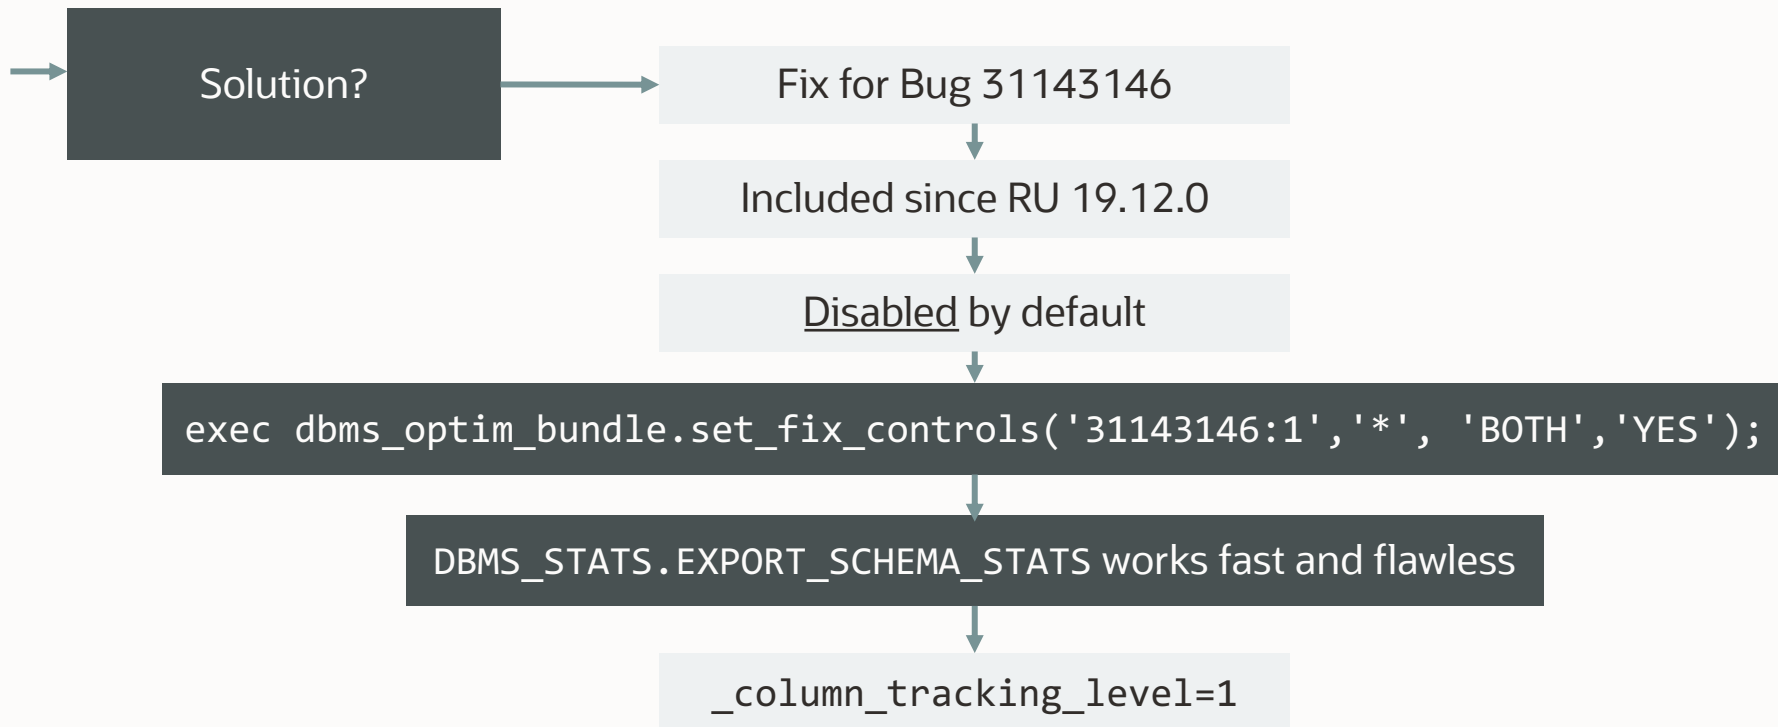 Solution?
Fix for Bug 31143146
Included since RU 19.12.0
Disabled by default
exec dbms_optim_bundle.set_fix_controls('31143146:1','*', 'BOTH','YES');
DBMS_STATS.EXPORT_SCHEMA_STATS works fast and flawless
_column_tracking_level=1